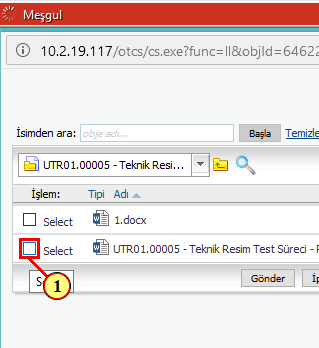 Meşgul
10.2.19.117/otcs/cs.exe?func=ll&objId=64622
İsimden ara: obje adı... Başla Temizle
UTR01.00005 - Teknik Resi...
İşlem: Tipi Adı
Select 1.docx
Select UTR01.00005 - Teknik Resim Test Süreci -
1
Gönder